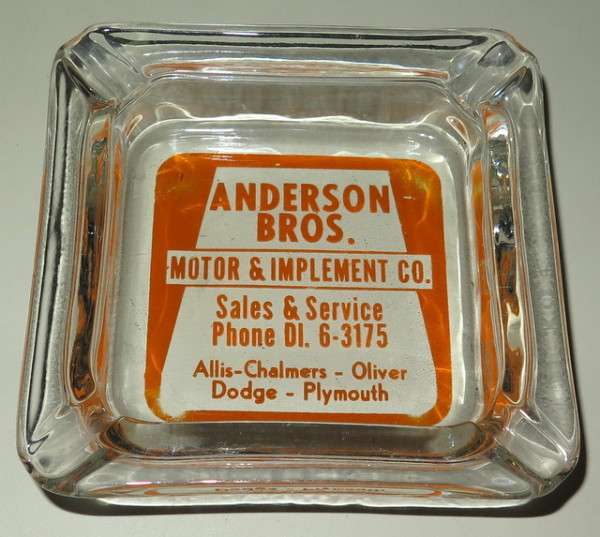 ANDERSON
BROS.
MOTOR & IMPLEMENT CO.
Sales & Service
Phone DI. 6-3175
Allis-Chalmers - Oliver
Dodge - Plymouth